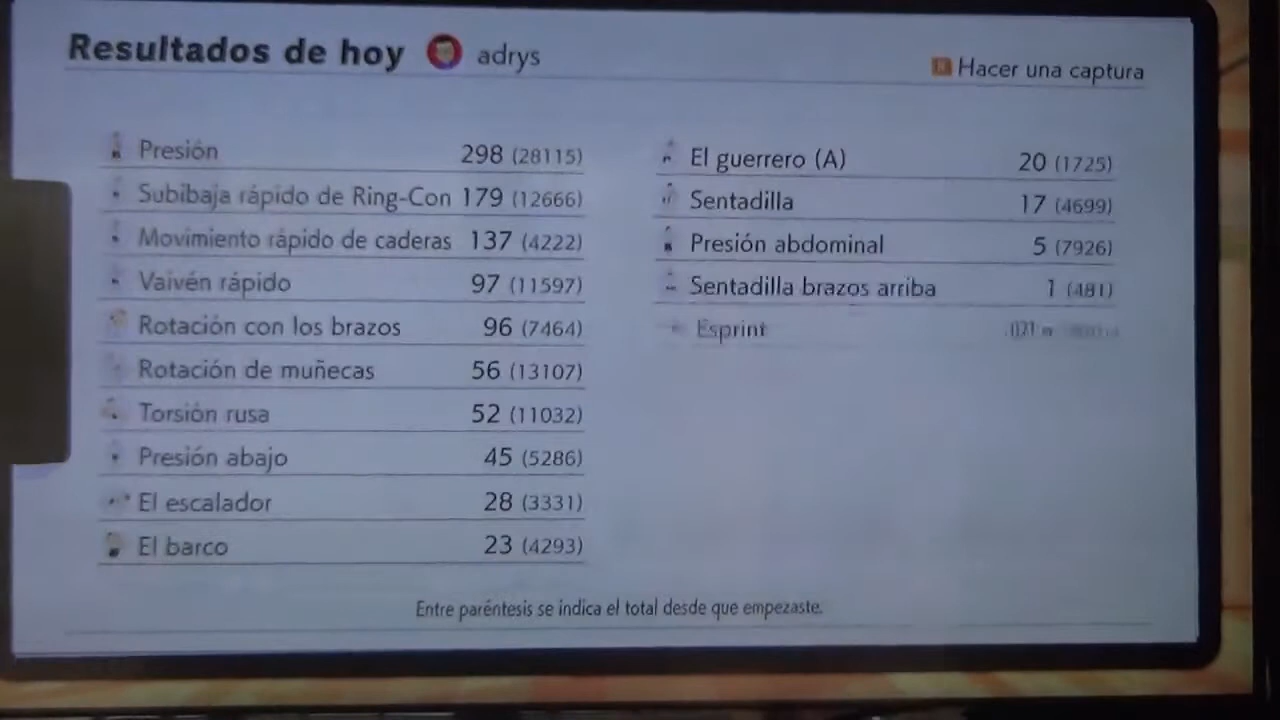 Resultados de hoy adrys
Hacer una captura
Presión 298 (28115)
Subibaja rápido de Ring-Con 179 (12666)
Movimiento rápido de caderas 137 (4222)
Vaivén rápido 97 (11597)
Rotación con los brazos 96 (7464)
Rotación de muñecas 56 (13107)
Torsión rusa 52 (11032)
Presión abajo 45 (5286)
El escalador 28 (3331)
El barco 23 (4293)
El guerrero (A) 20 (1725)
Sentadilla 17 (4699)
Presión abdominal 5 (7926)
Sentadilla brazos arriba 1 (481)
Esprint
Entre paréntesis se indica el total desde que empezaste.